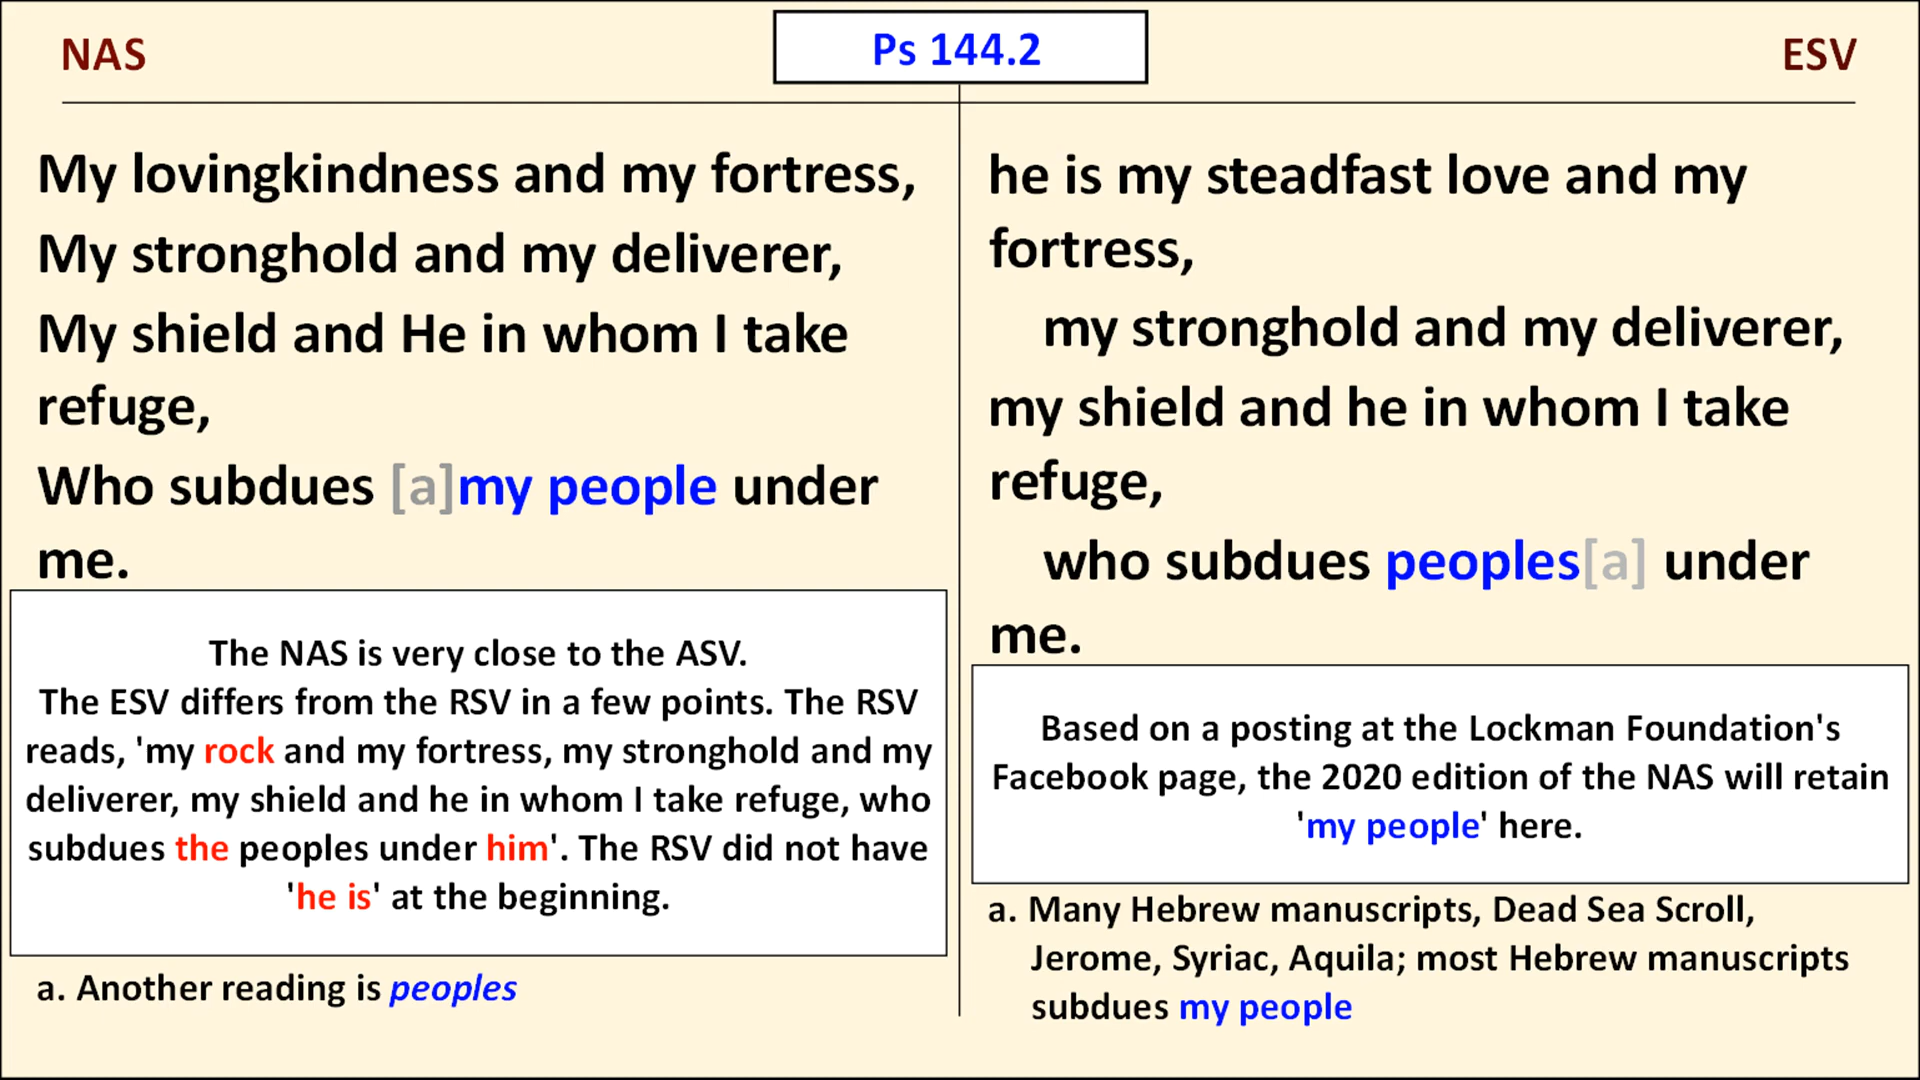 NAS
Ps 144.2
ESV
My lovingkindness and my fortress,
My stronghold and my deliverer,
My shield and He in whom I take
refuge,
Who subdues [a]my people under
me.
The NAS is very close to the ASV.
The ESV differs from the RSV in a few points. The RSV
reads, 'my rock and my fortress, my stronghold and my
deliverer, my shield and he in whom I take refuge, who
subdues the peoples under him'. The RSV did not have
'he is' at the beginning.
a. Another reading is peoples
he is my steadfast love and my
fortress,
my stronghold and my deliverer,
my shield and he in whom I take
refuge,
who subdues peoples[a] under
me.
Based on a posting at the Lockman Foundation's
Facebook page, the 2020 edition of the NAS will retain
'my people' here.
a. Many Hebrew manuscripts, Dead Sea Scroll,
Jerome, Syriac, Aquila; most Hebrew manuscripts
subdues my people